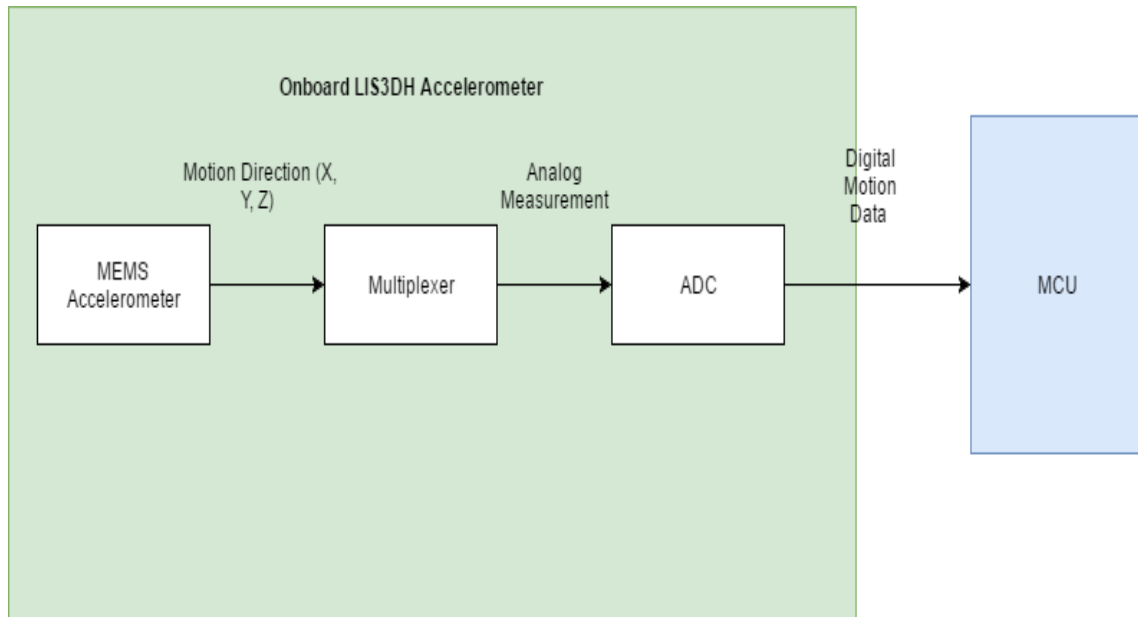 Onboard LIS3DH Accelerometer
Motion Direction (X,
Y, Z)
Analog
Measurement
Digital
Motion
Data
MEMS
Accelerometer
Multiplexer
ADC
MCU